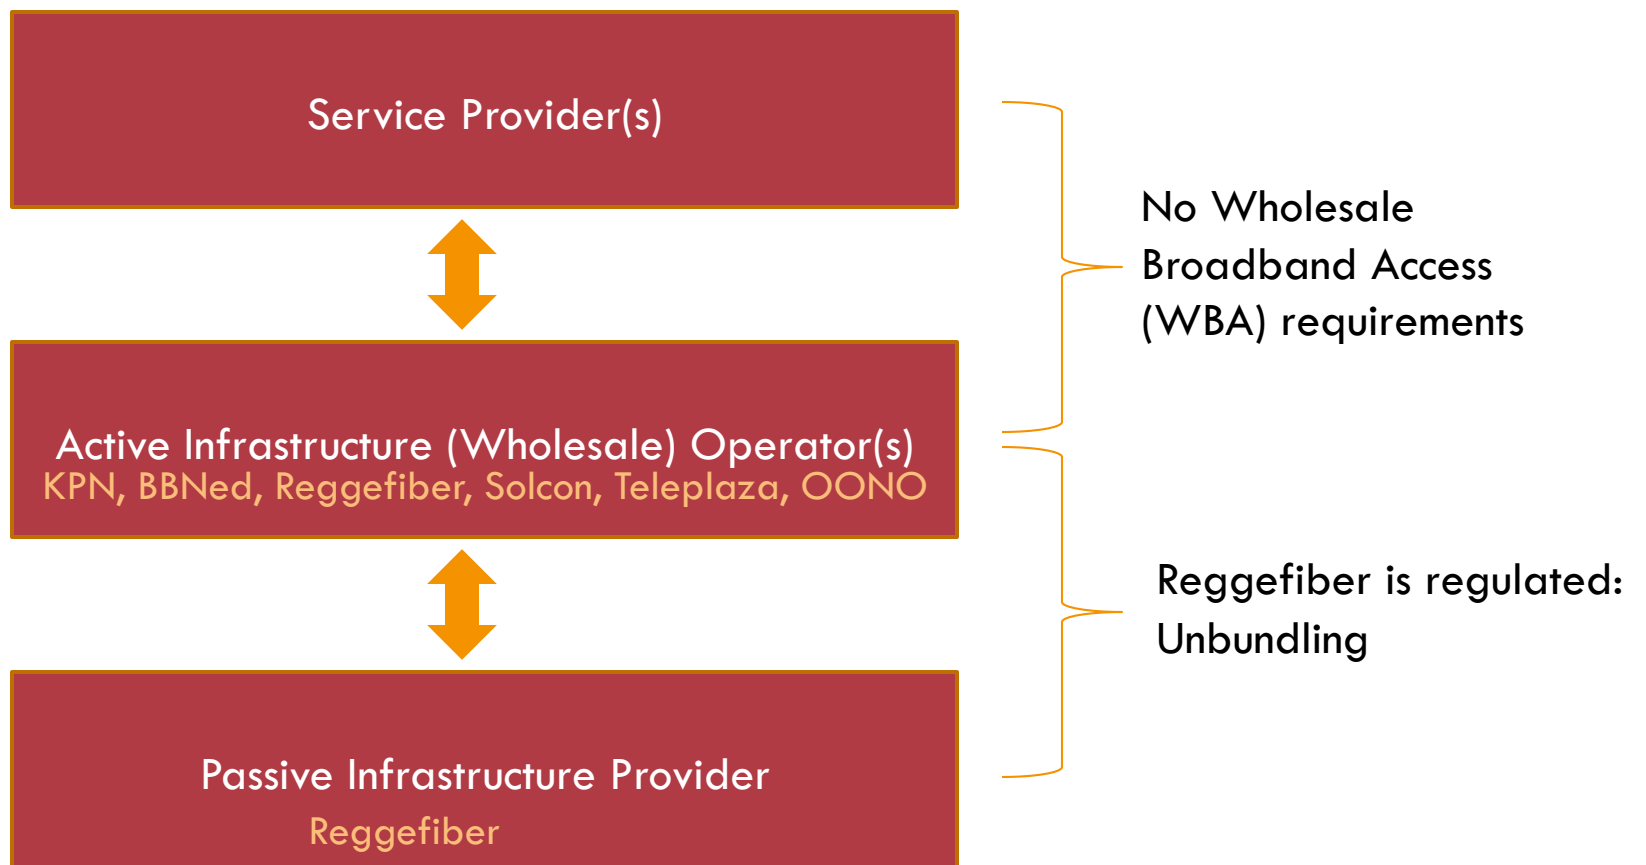 Service Provider(s)
No Wholesale
Broadband Access
(WBA) requirements
Active Infrastructure (Wholesale) Operator(s)
KPN, BBNed, Reggefiber, Solcon, Teleplaza, OONO
Reggefiber is regulated:
Unbundling
Passive Infrastructure Provider
Reggefiber